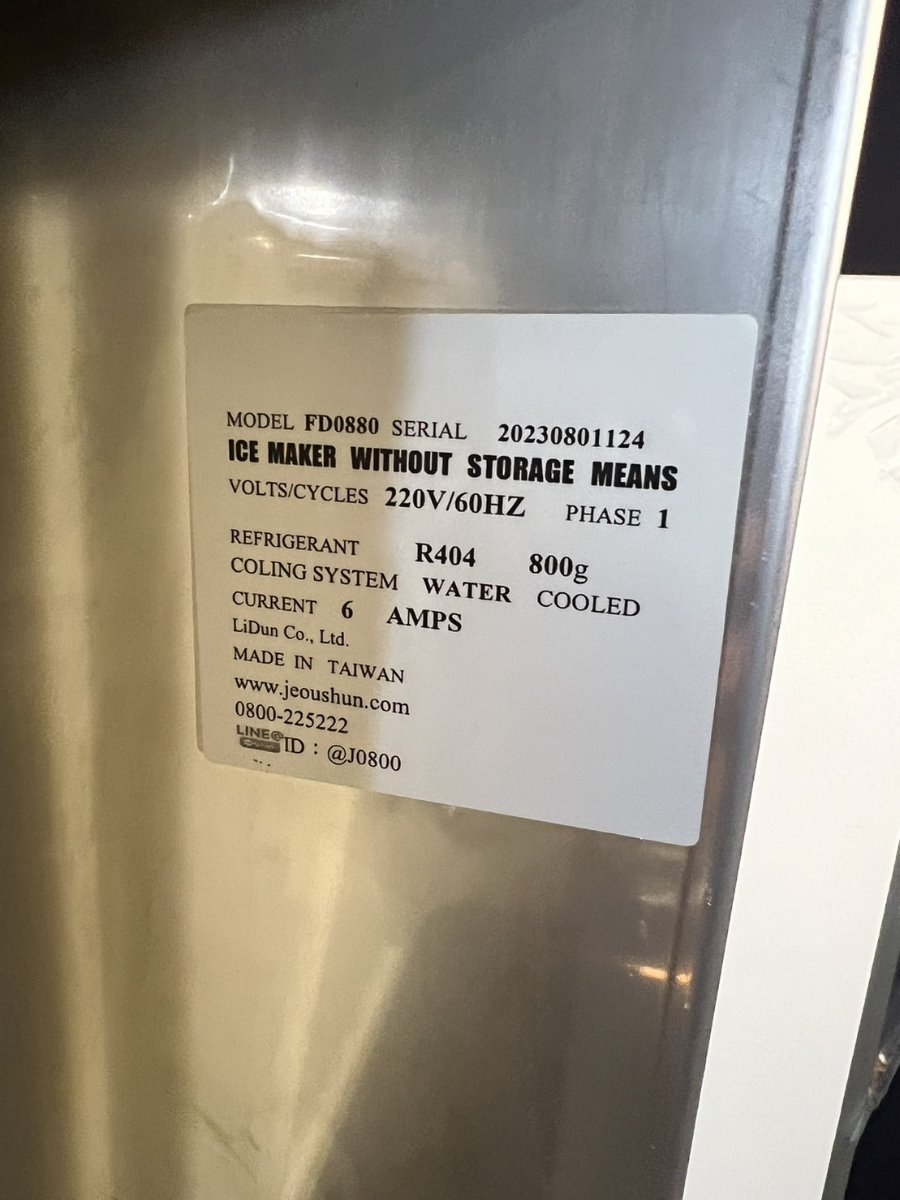 MODEL FD0880 SERIAL 20230801124
ICE MAKER WITHOUT STORAGE MEANS
VOLTS/CYCLES 220V/60HZ PHASE 1
REFRIGERANT R404 800g
COLING SYSTEM WATER COOLED
CURRENT 6 AMPS
LiDun Co., Ltd.
MADE IN TAIWAN
www.jeoushun.com
0800-225222
LINE@ ID：@J0800